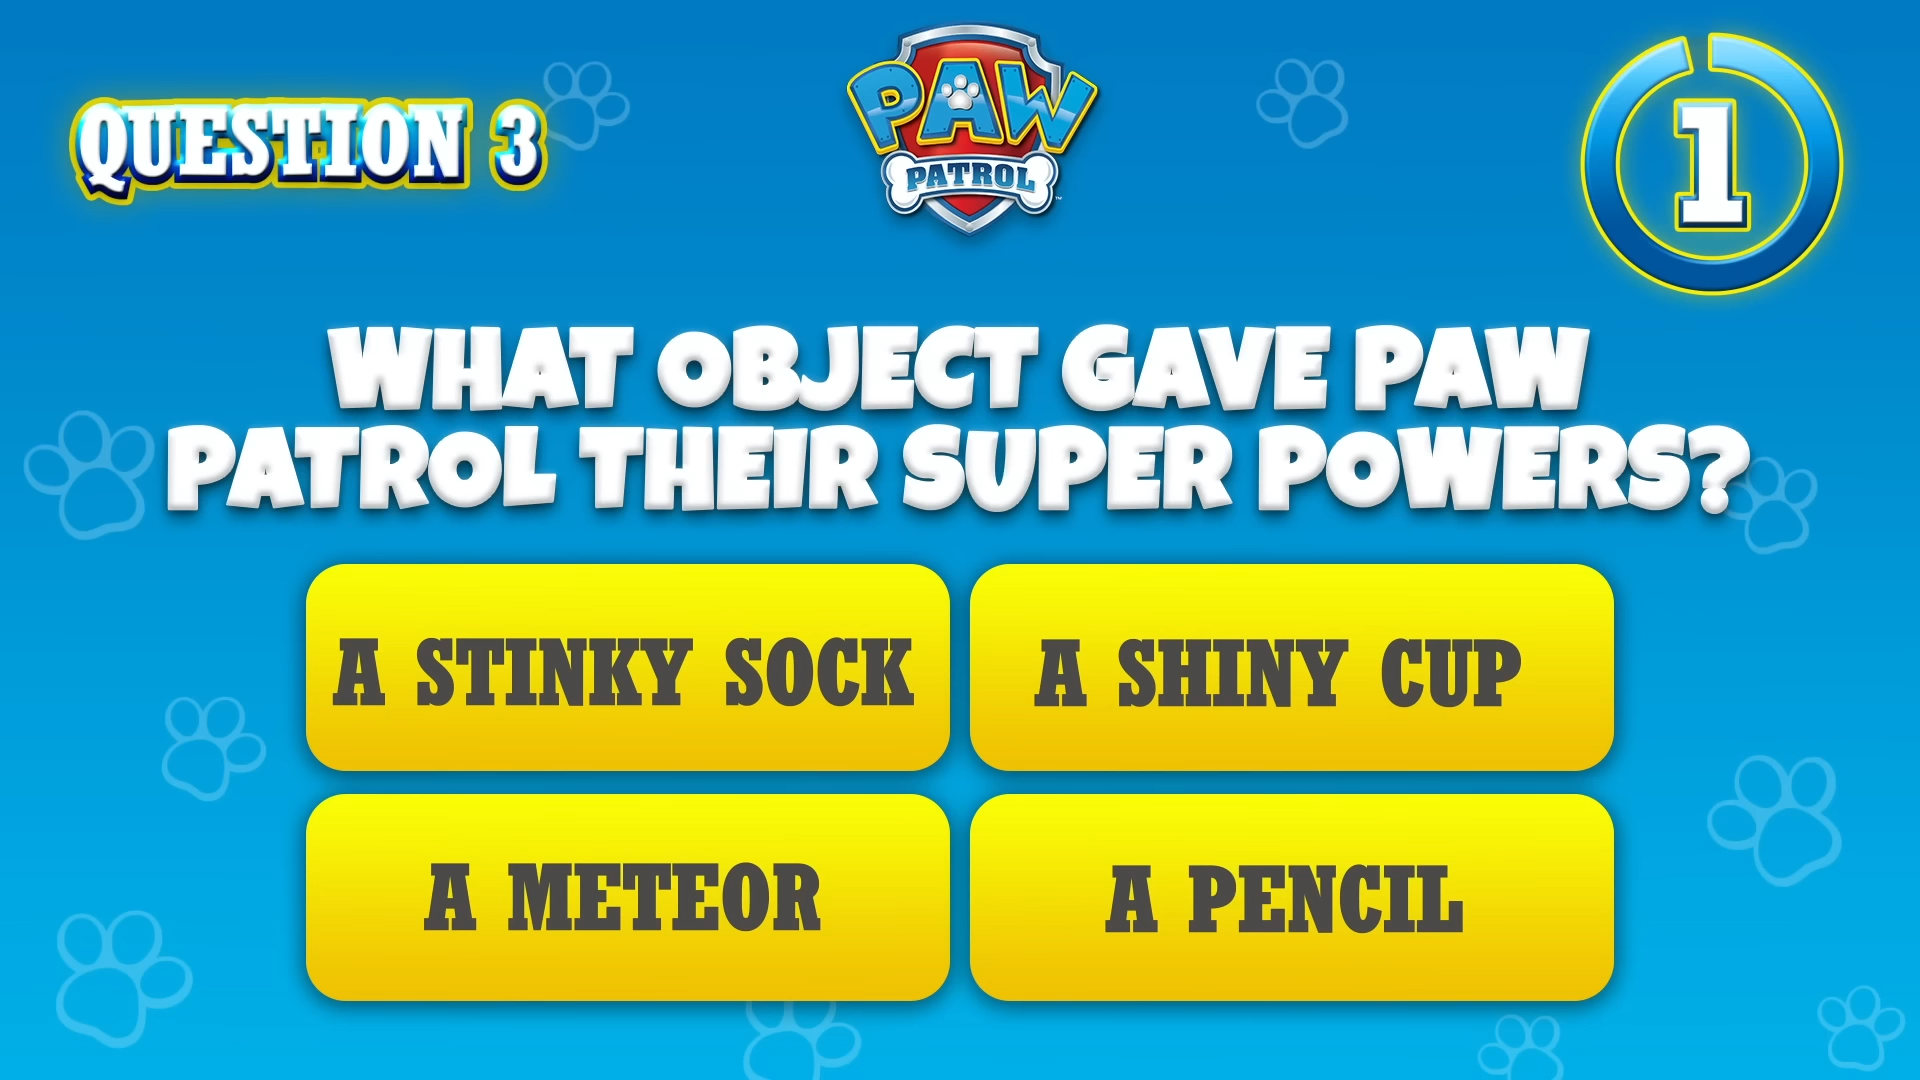 QUESTION 3
PAW
PATROL
1
WHAT OBJECT GAVE PAW
PATROL THEIR SUPER POWERS?
A STINKY SOCK
A SHINY CUP
A METEOR
A PENCIL